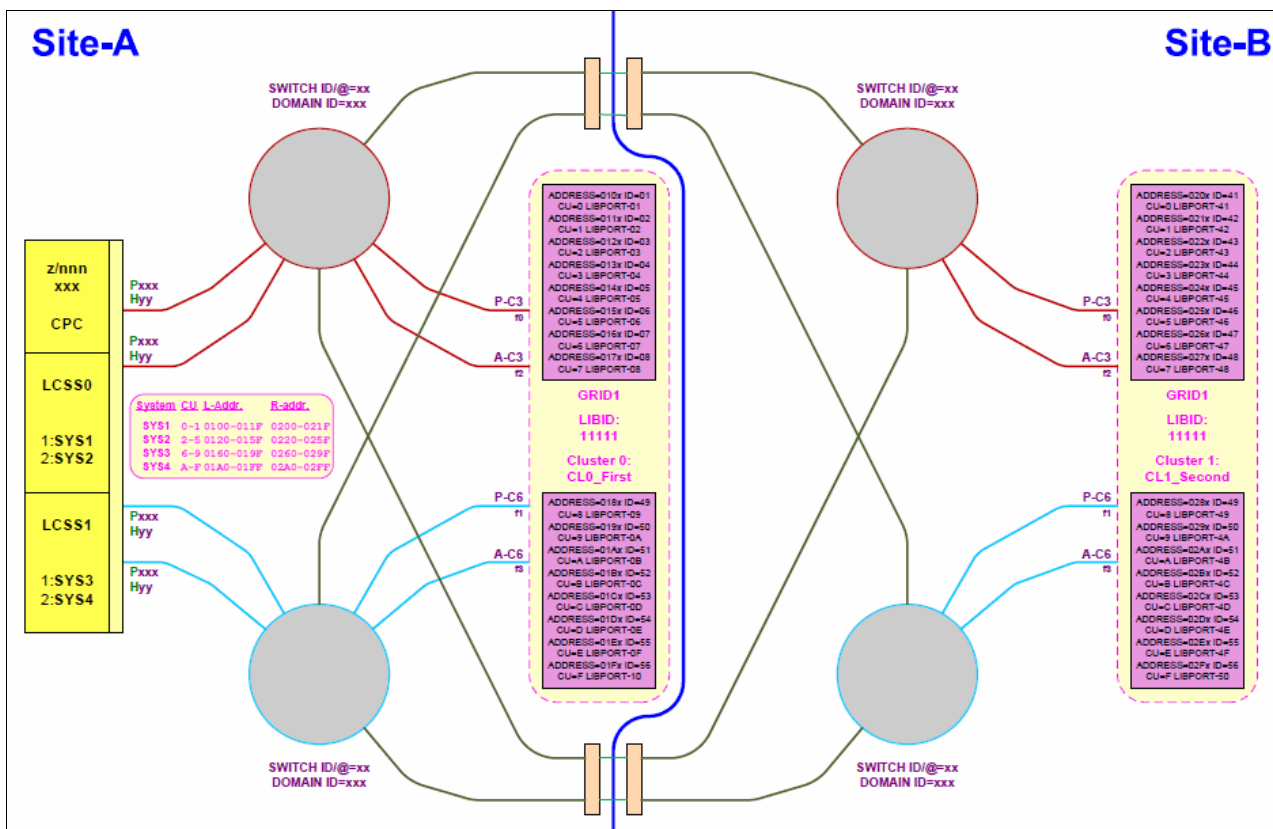 Site-A
Site-B
SWITCH ID/@=xx
DOMAIN ID=xxx
SWITCH ID/@=xx
DOMAIN ID=xxx
z/nnn
xxx
CPC
LCSS0
1:SYS1
2:SYS2
LCSS1
1:SYS3
2:SYS4
Pxxx
Hyy
Pxxx
Hyy
Pxxx
Hyy
Pxxx
Hyy
System CU L-Addr. R-addr.
SYS1 0-1 0100-011F 0200-021F
SYS2 2-5 0120-015F 0220-025F
SYS3 6-9 0160-019F 0260-029F
SYS4 A-F 01A0-01FF 02A0-02FF
P-C3
f0
A-C3
f2
P-C6
f1
A-C6
f3
ADDRESS=010x ID=01
CU=0 LIBPORT-01
ADDRESS=011x ID=02
CU=1 LIBPORT-02
ADDRESS=012x ID=03
CU=2 LIBPORT-03
ADDRESS=013x ID=04
CU=3 LIBPORT-04
ADDRESS=014x ID=05
CU=4 LIBPORT-05
ADDRESS=015x ID=06
CU=5 LIBPORT-06
ADDRESS=016x ID=07
CU=6 LIBPORT-07
ADDRESS=017x ID=08
CU=7 LIBPORT-08
GRID1
LIBID:
11111
Cluster 0:
CL0_First
ADDRESS=018x ID=49
CU=8 LIBPORT-09
ADDRESS=019x ID=50
CU=9 LIBPORT-0A
ADDRESS=01Ax ID=51
CU=A LIBPORT-0B
ADDRESS=01Bx ID=52
CU=B LIBPORT-0C
ADDRESS=01Cx ID=53
CU=C LIBPORT-0D
ADDRESS=01Dx ID=54
CU=D LIBPORT-0E
ADDRESS=01Ex ID=55
CU=E LIBPORT-0F
ADDRESS=01Fx ID=56
CU=F LIBPORT-10
P-C3
f0
A-C3
f2
P-C6
f1
A-C6
f3
ADDRESS=020x ID=41
CU=0 LIBPORT-41
ADDRESS=021x ID=42
CU=1 LIBPORT-42
ADDRESS=022x ID=43
CU=2 LIBPORT-43
ADDRESS=023x ID=44
CU=3 LIBPORT-44
ADDRESS=024x ID=45
CU=4 LIBPORT-45
ADDRESS=025x ID=46
CU=5 LIBPORT-46
ADDRESS=026x ID=47
CU=6 LIBPORT-47
ADDRESS=027x ID=48
CU=7 LIBPORT-48
GRID1
LIBID:
11111
Cluster 1:
CL1_Second
ADDRESS=028x ID=49
CU=8 LIBPORT-49
ADDRESS=029x ID=50
CU=9 LIBPORT-4A
ADDRESS=02Ax ID=51
CU=A LIBPORT-4B
ADDRESS=02Bx ID=52
CU=B LIBPORT-4C
ADDRESS=02Cx ID=53
CU=C LIBPORT-4D
ADDRESS=02Dx ID=54
CU=D LIBPORT-4E
ADDRESS=02Ex ID=55
CU=E LIBPORT-4F
ADDRESS=02Fx ID=56
CU=F LIBPORT-50
SWITCH ID/@=xx
DOMAIN ID=xxx
SWITCH ID/@=xx
DOMAIN ID=xxx